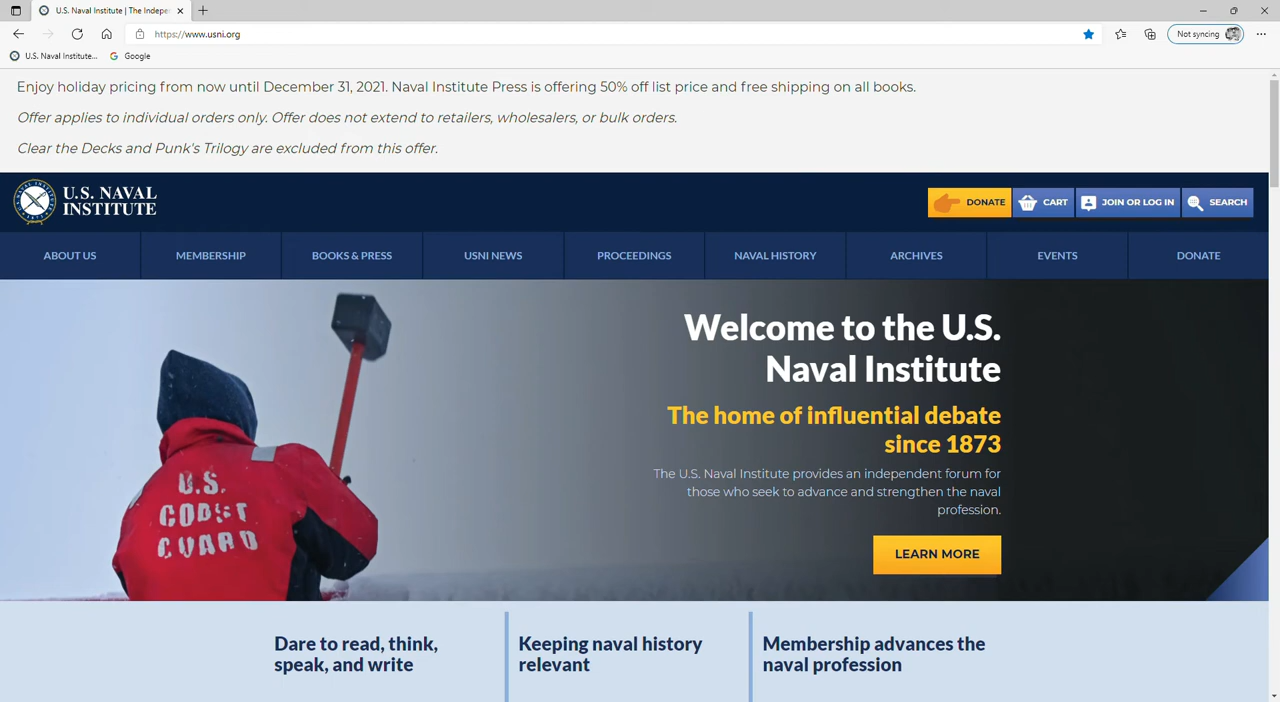 U.S. Naval Institute | The Indepe
https://www.usni.org
Not syncing
U.S. Naval Institute...
Google
Enjoy holiday pricing from now until December 31, 2021. Naval Institute Press is offering 50% off list price and free shipping on all books.
Offer applies to individual orders only. Offer does not extend to retailers, wholesalers, or bulk orders.
Clear the Decks and Punk's Trilogy are excluded from this offer.
U.S. NAVAL
INSTITUTE
DONATE
CART
JOIN OR LOG IN
SEARCH
ABOUT US
MEMBERSHIP
BOOKS & PRESS
USNI NEWS
PROCEEDINGS
NAVAL HISTORY
ARCHIVES
EVENTS
DONATE
Welcome to the U.S.
Naval Institute
The home of influential debate
since 1873
The U.S. Naval Institute provides an independent forum for
those who seek to advance and strengthen the naval
profession.
LEARN MORE
U.S.
COAST
GUARD
Dare to read, think,
speak, and write
Keeping naval history
relevant
Membership advances the
naval profession